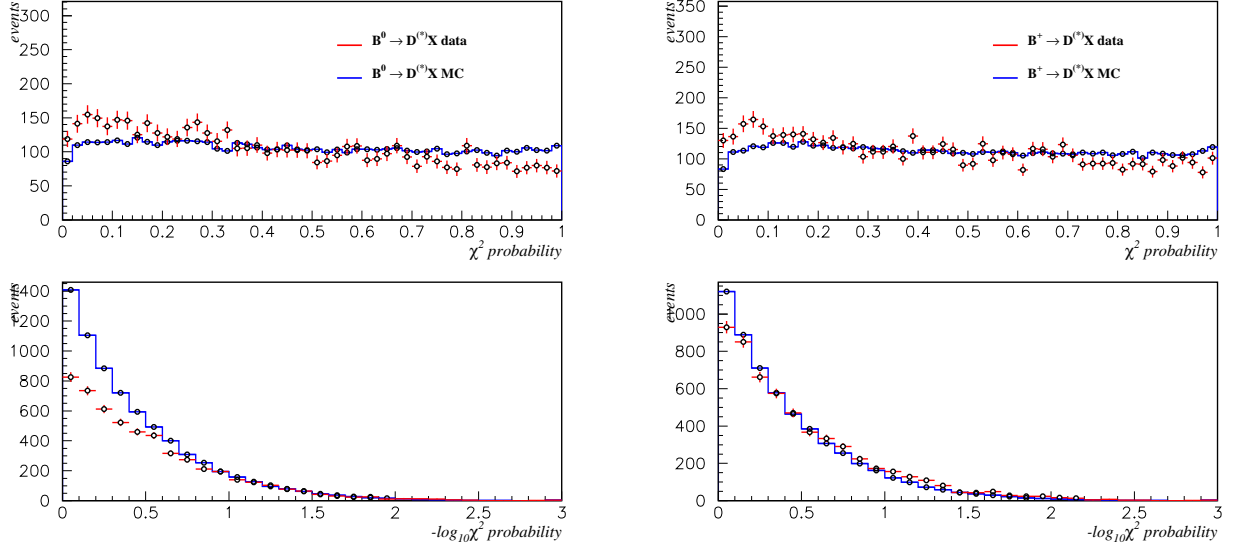 events
300
250
200
150
100
50
0
B⁰ → D⁽*⁾X data
B⁰ → D⁽*⁾X MC
0 0.1 0.2 0.3 0.4 0.5 0.6 0.7 0.8 0.9 1
χ² probability
events
350
300
250
200
150
100
50
0
B⁺ → D⁽*⁾X data
B⁺ → D⁽*⁾X MC
0 0.1 0.2 0.3 0.4 0.5 0.6 0.7 0.8 0.9 1
χ² probability
events
1400
1200
1000
800
600
400
200
0
0 0.5 1 1.5 2 2.5 3
-log₁₀χ² probability
events
1000
800
600
400
200
0
0 0.5 1 1.5 2 2.5 3
-log₁₀χ² probability